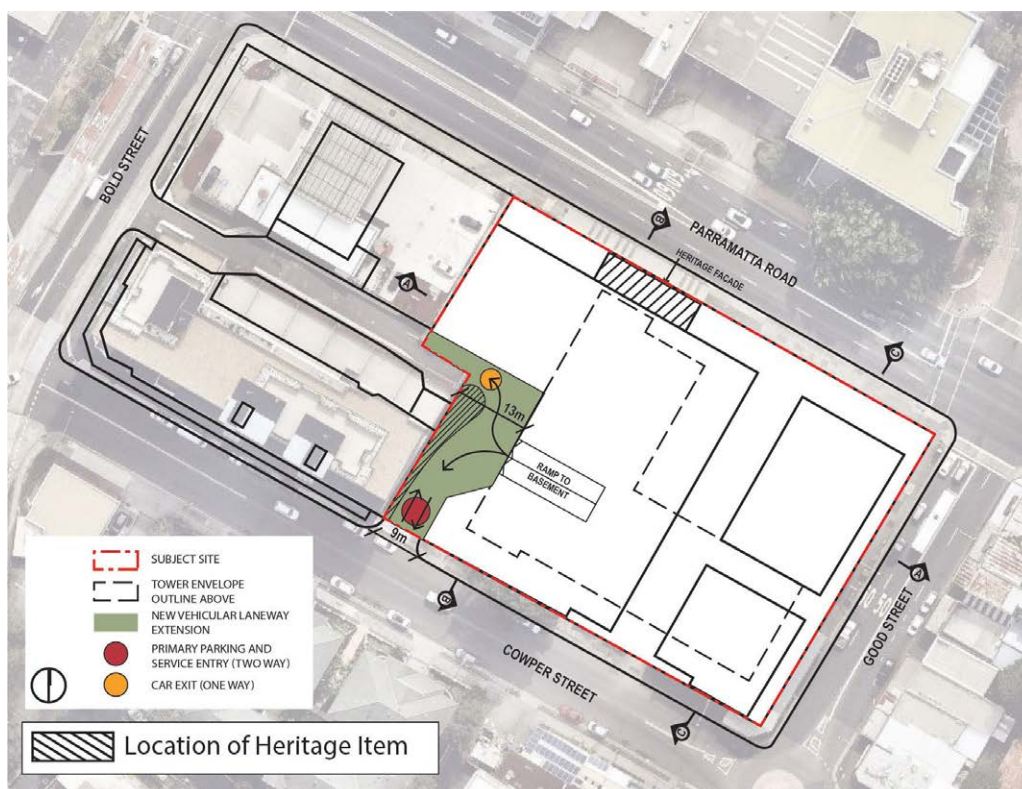 BOLD STREET
PARRAMATTA ROAD
HERITAGE FACADE
B
A
C
13m
RAMP TO
BASEMENT
9m
A
B
C
COWPER STREET
GOOD STREET
SUBJECT SITE
TOWER ENVELOPE
OUTLINE ABOVE
NEW VEHICULAR LANEWAY
EXTENSION
PRIMARY PARKING AND
SERVICE ENTRY (TWO WAY)
CAR EXIT (ONE WAY)
Location of Heritage Item